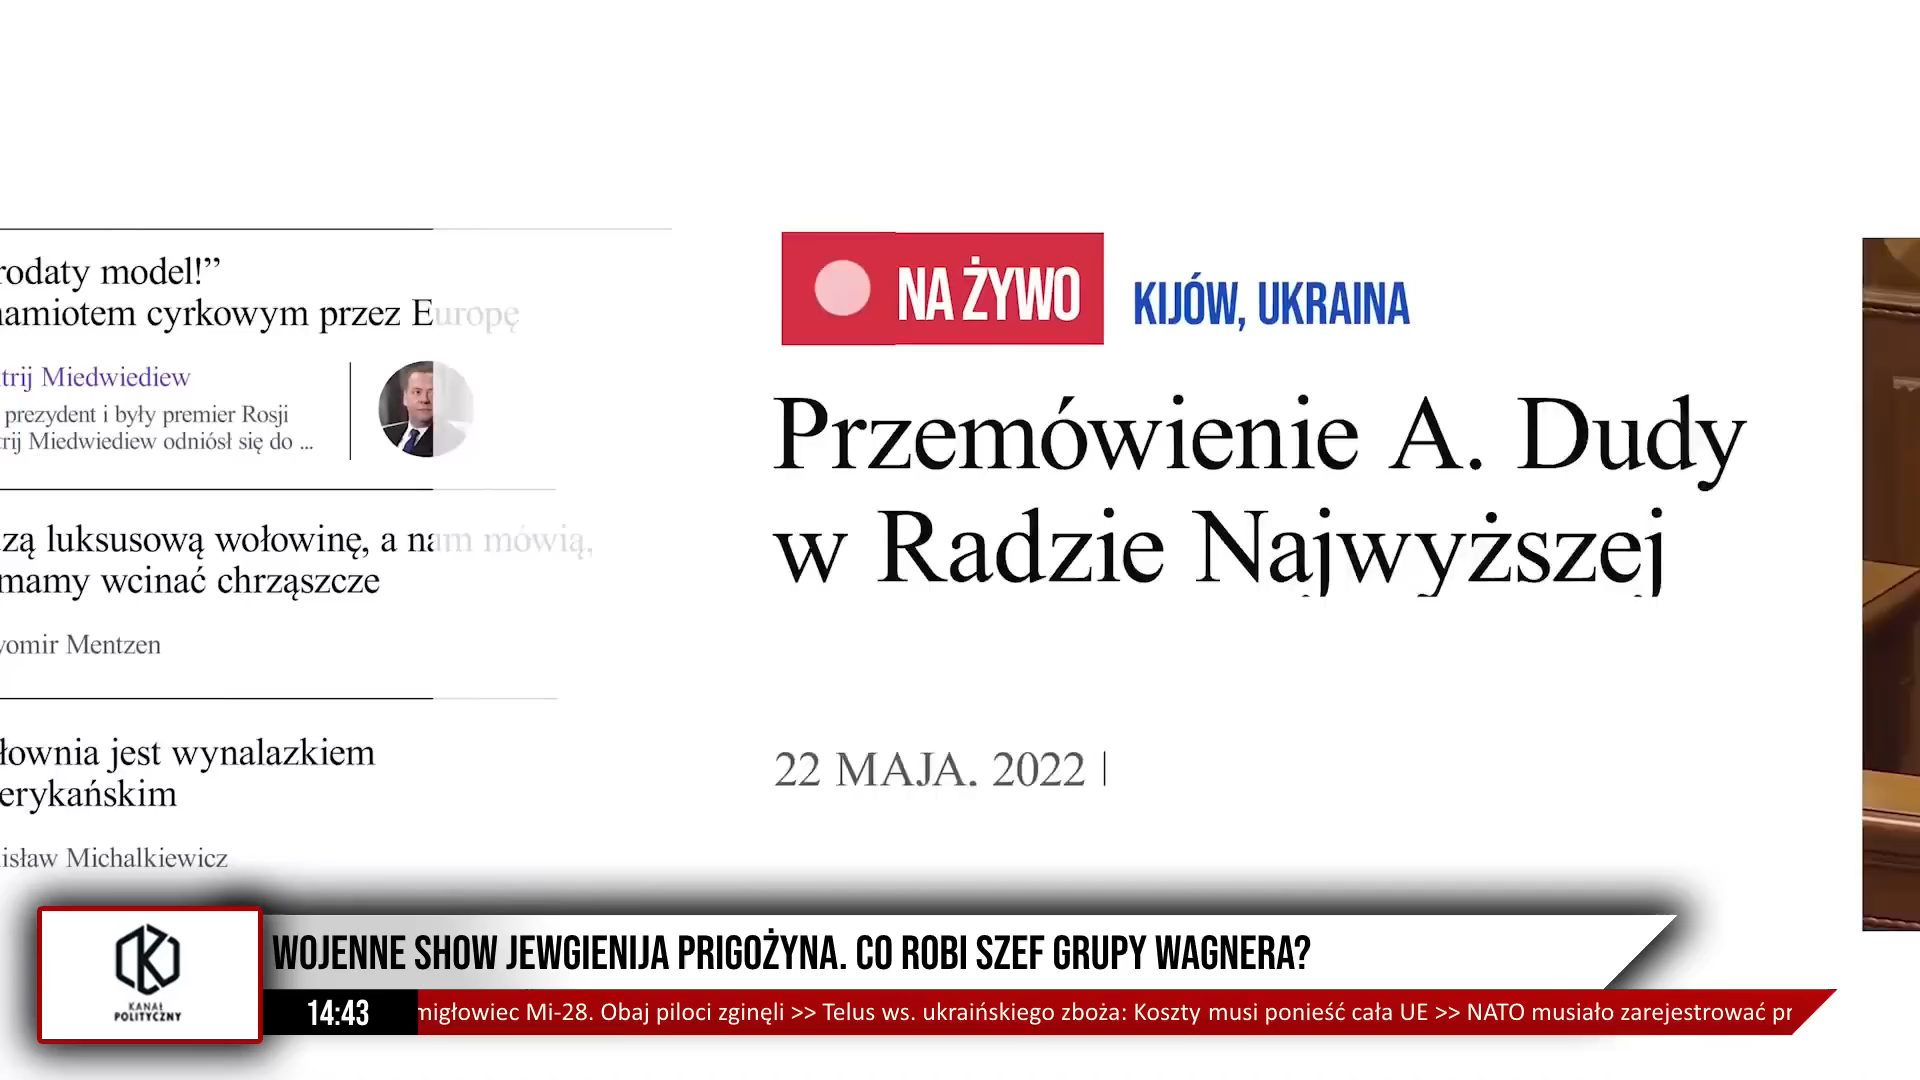 rodaty model!”
namiotem cyrkowym przez Europę
trij Miedwiediew
prezydent i były premier Rosji
trij Miedwiediew odniósł się do ...
zą luksusową wołowinę, a nam mówią,
mamy wcinać chrząszcze
omir Mentzen
łownia jest wynalazkiem
erykańskim
isław Michalkiewicz
NA ŻYWO
KIJÓW, UKRAINA
Przemówienie A. Dudy
w Radzie Najwyższej
22 MAJA. 2022 |
KANAŁ
POLITYCZNY
WOJENNE SHOW JEWGIENIJA PRIGOŻYNA. CO ROBI SZEF GRUPY WAGNERA?
14:43
migłowiec Mi-28. Obaj piloci zginęli >> Telus ws. ukraińskiego zboża: Koszty musi ponieść cała UE >> NATO musiało zarejestrować pr